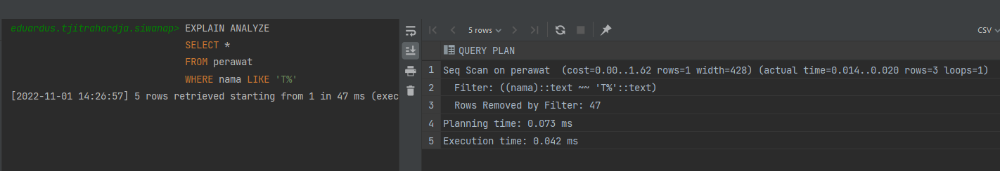 eduardus.tjitrahardja.siwanap> EXPLAIN ANALYZE
SELECT *
FROM perawat
WHERE nama LIKE 'T%'
[2022-11-01 14:26:57] 5 rows retrieved starting from 1 in 47 ms (exec
5 rows
CSV
QUERY PLAN
1 Seq Scan on perawat  (cost=0.00..1.62 rows=1 width=428) (actual time=0.014..0.020 rows=3 loops=1)
2   Filter: ((nama)::text ~~ 'T%'::text)
3   Rows Removed by Filter: 47
4 Planning time: 0.073 ms
5 Execution time: 0.042 ms